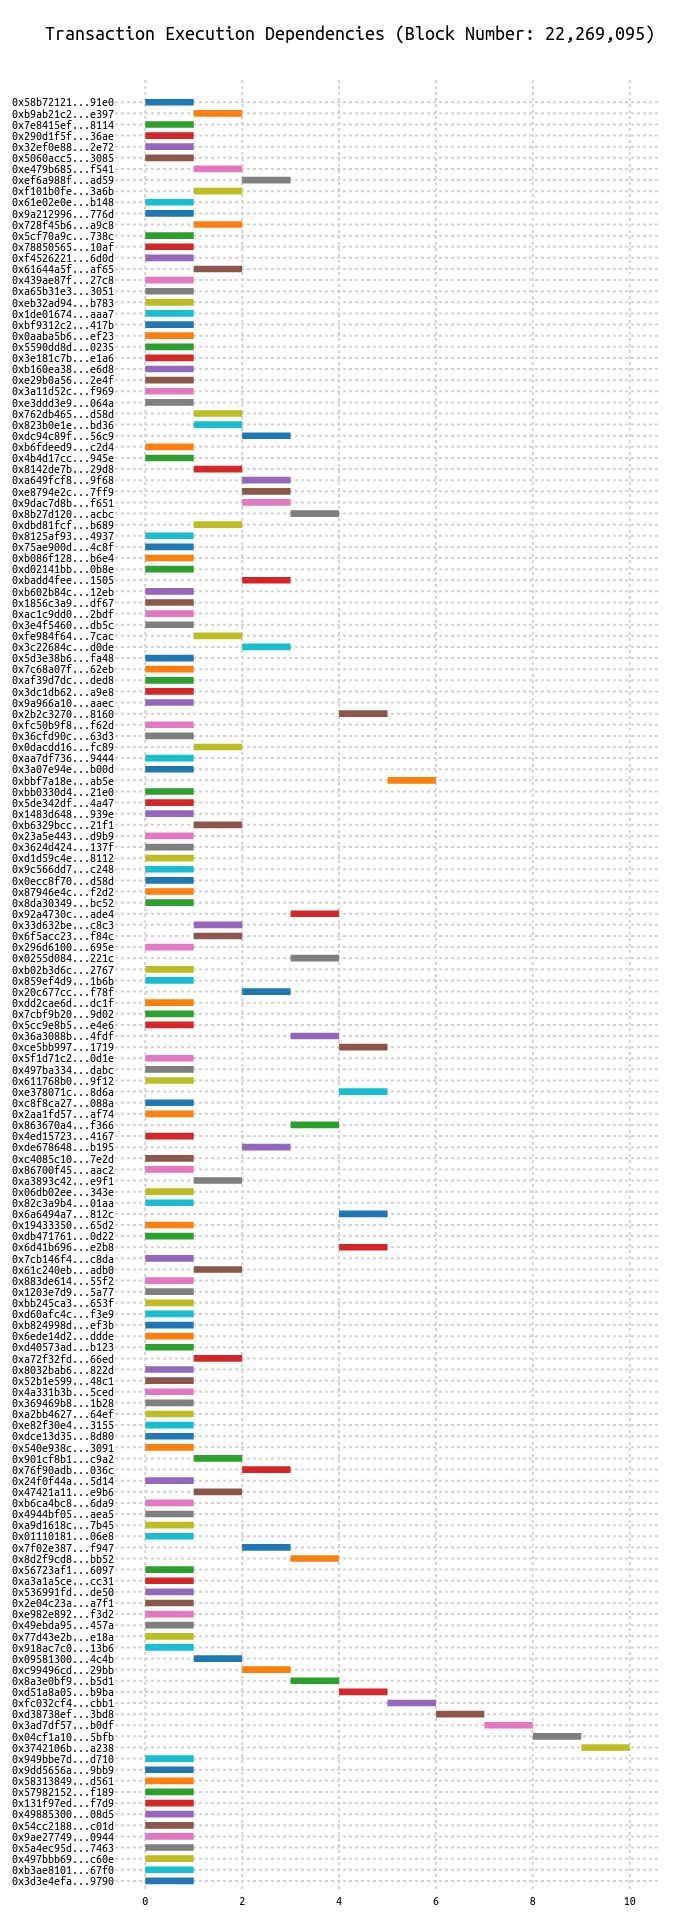 Transaction Execution Dependencies (Block Number: 22,269,095)
0x58b72121...91e0
0xb9ab21c2...e397
0x7e8415ef...8114
0x290d1f5f...36ae
0x32ef0e88...2e72
0x5060acc5...3085
0xe479b685...f541
0xef6a988f...ad59
0xf101b0fe...3a6b
0x61e02e0e...b148
0x9a212996...776d
0x728f45b6...a9c8
0x5cf70a9c...738c
0x78850565...10af
0xf4526221...6d0d
0x61644a5f...af65
0x439ae87f...27c8
0xa65b31e3...3051
0xeb32ad94...b783
0x1de01674...aaa7
0xbf9312c2...417b
0x0aaba5b6...ef23
0x5590dd8d...0235
0x3e181c7b...e1a6
0xb160ea38...e6d8
0xe29b0a56...2e4f
0x3a11d52c...f969
0xe3ddd3e9...064a
0x762db465...d58d
0x823b0e1e...bd36
0xdc94c89f...56c9
0xb6fdeed9...c2d4
0x4b4d17cc...945e
0x8142de7b...29d8
0xa649fcf8...9f68
0xe8794e2c...7ff9
0x9dac7d8b...f651
0x8b27d120...acbc
0xdbd81fcf...b689
0x8125af93...4937
0x75ae900d...4c8f
0xb086f128...b6e4
0xd02141bb...0b8e
0xbadd4fee...1505
0xb602b84c...12eb
0x1856c3a9...df67
0xac1c9dd0...2bdf
0x3e4f5460...db5c
0xfe984f64...7cac
0x3c22684c...d0de
0x5d3e38b6...fa48
0x7c68a07f...62eb
0xaf39d7dc...ded8
0x3dc1db62...a9e8
0x9a966a10...aaec
0x2b2c3270...8160
0xfc50b9f8...f62d
0x36cfd90c...63d3
0x0dacdd16...fc89
0xaa7df736...9444
0x3a07e94e...b00d
0xbbf7a18e...ab5e
0xbb0330d4...21e0
0x5de342df...4a47
0x1483d648...939e
0xb6329bcc...21f1
0x23a5e443...d9b9
0x3624d424...137f
0xd1d59c4e...8112
0x9c566dd7...c248
0x0ecc8f70...d58d
0x87946e4c...f2d2
0x8da30349...bc52
0x92a4730c...ade4
0x33d632be...c8c3
0x6f5acc23...f84c
0x296d6100...695e
0x0255d084...221c
0xb02b3d6c...2767
0x859ef4d9...1b6b
0x20c677cc...f78f
0xdd2cae6d...dc1f
0x7cbf9b20...9d02
0x5cc9e8b5...e4e6
0x36a3088b...4fdf
0xce5bb997...1719
0x5f1d71c2...0d1e
0x497ba334...dabc
0x611768b0...9f12
0xe378071c...8d6a
0xc8f8ca27...088a
0x2aa1fd57...af74
0x863670a4...f366
0x4ed15723...4167
0xde678648...b195
0xc4085c10...7e2d
0x86700f45...aac2
0xa3893c42...e9f1
0x06db02ee...343e
0x82c3a9b4...01aa
0x6a6494a7...812c
0x19433350...65d2
0xdb471761...0d22
0x6d41b696...e2b8
0x7cb146f4...c8da
0x61c240eb...adb0
0x883de614...55f2
0x1203e7d9...5a77
0xbb245ca3...653f
0xd60afc4c...f3e9
0xb824998d...ef3b
0x6ede14d2...ddde
0xd40573ad...b123
0xa72f32fd...66ed
0x8032bab6...822d
0x52b1e599...48c1
0x4a331b3b...5ced
0x369469b8...1b28
0xa2bb4627...64ef
0xe82f30e4...3155
0xdce13d35...8d80
0x540e938c...3091
0x901cf8b1...c9a2
0x76f90adb...036c
0x24f0f44a...5d14
0x47421a11...e9b6
0xb6ca4bc8...6da9
0x4944bf05...aea5
0xa9d1618c...7b45
0x01110181...06e8
0x7f02e387...f947
0x8d2f9cd8...bb52
0x56723af1...6097
0xa3a1a5ce...cc31
0x536991fd...de50
0x2e04c23a...a7f1
0xe982e892...f3d2
0x49ebda95...457a
0x77d43e2b...e18a
0x918ac7c0...13b6
0x09581300...4c4b
0xc99496cd...29bb
0x8a3e0bf9...b5d1
0xd51a8a05...b9ba
0xfc032cf4...cbb1
0xd38738ef...3bd8
0x3ad7df57...b0df
0x04cf1a10...5bfb
0x3742106b...a238
0x949bbe7d...d710
0x9dd5656a...9bb9
0x58313849...d561
0x57982152...f189
0x131f97ed...f7d9
0x49885300...08d5
0x54cc2188...c01d
0x9ae27749...0944
0x5a4ec95d...7463
0x497bbb69...c60e
0xb3ae8101...67f0
0x3d3e4efa...9790
0 2 4 6 8 10